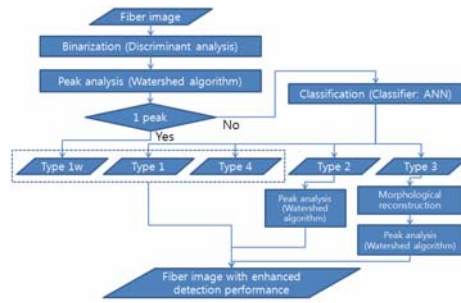 Fiber image
Binarization (Discriminant analysis)
Peak analysis (Watershed algorithm)
1 peak
Yes
No
Classification (Classifier: ANN)
Type 1w
Type 1
Type 4
Type 2
Type 3
Peak analysis
(Watershed
algorithm)
Morphological
reconstruction
Peak analysis
(Watershed algorithm)
Fiber image with enhanced
detection performance